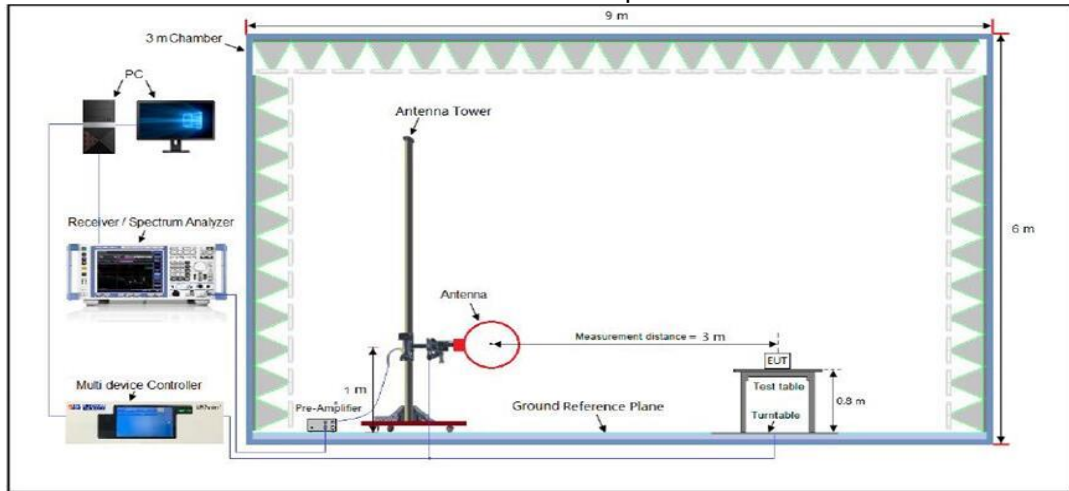 9 m
3 m Chamber
PC
Antenna Tower
Receiver / Spectrum Analyzer
6 m
Antenna
Measurement distance = 3 m
EUT
1 m
Multi device Controller
Test table
0.8 m
Pre-Amplifier
Ground Reference Plane
Turntable